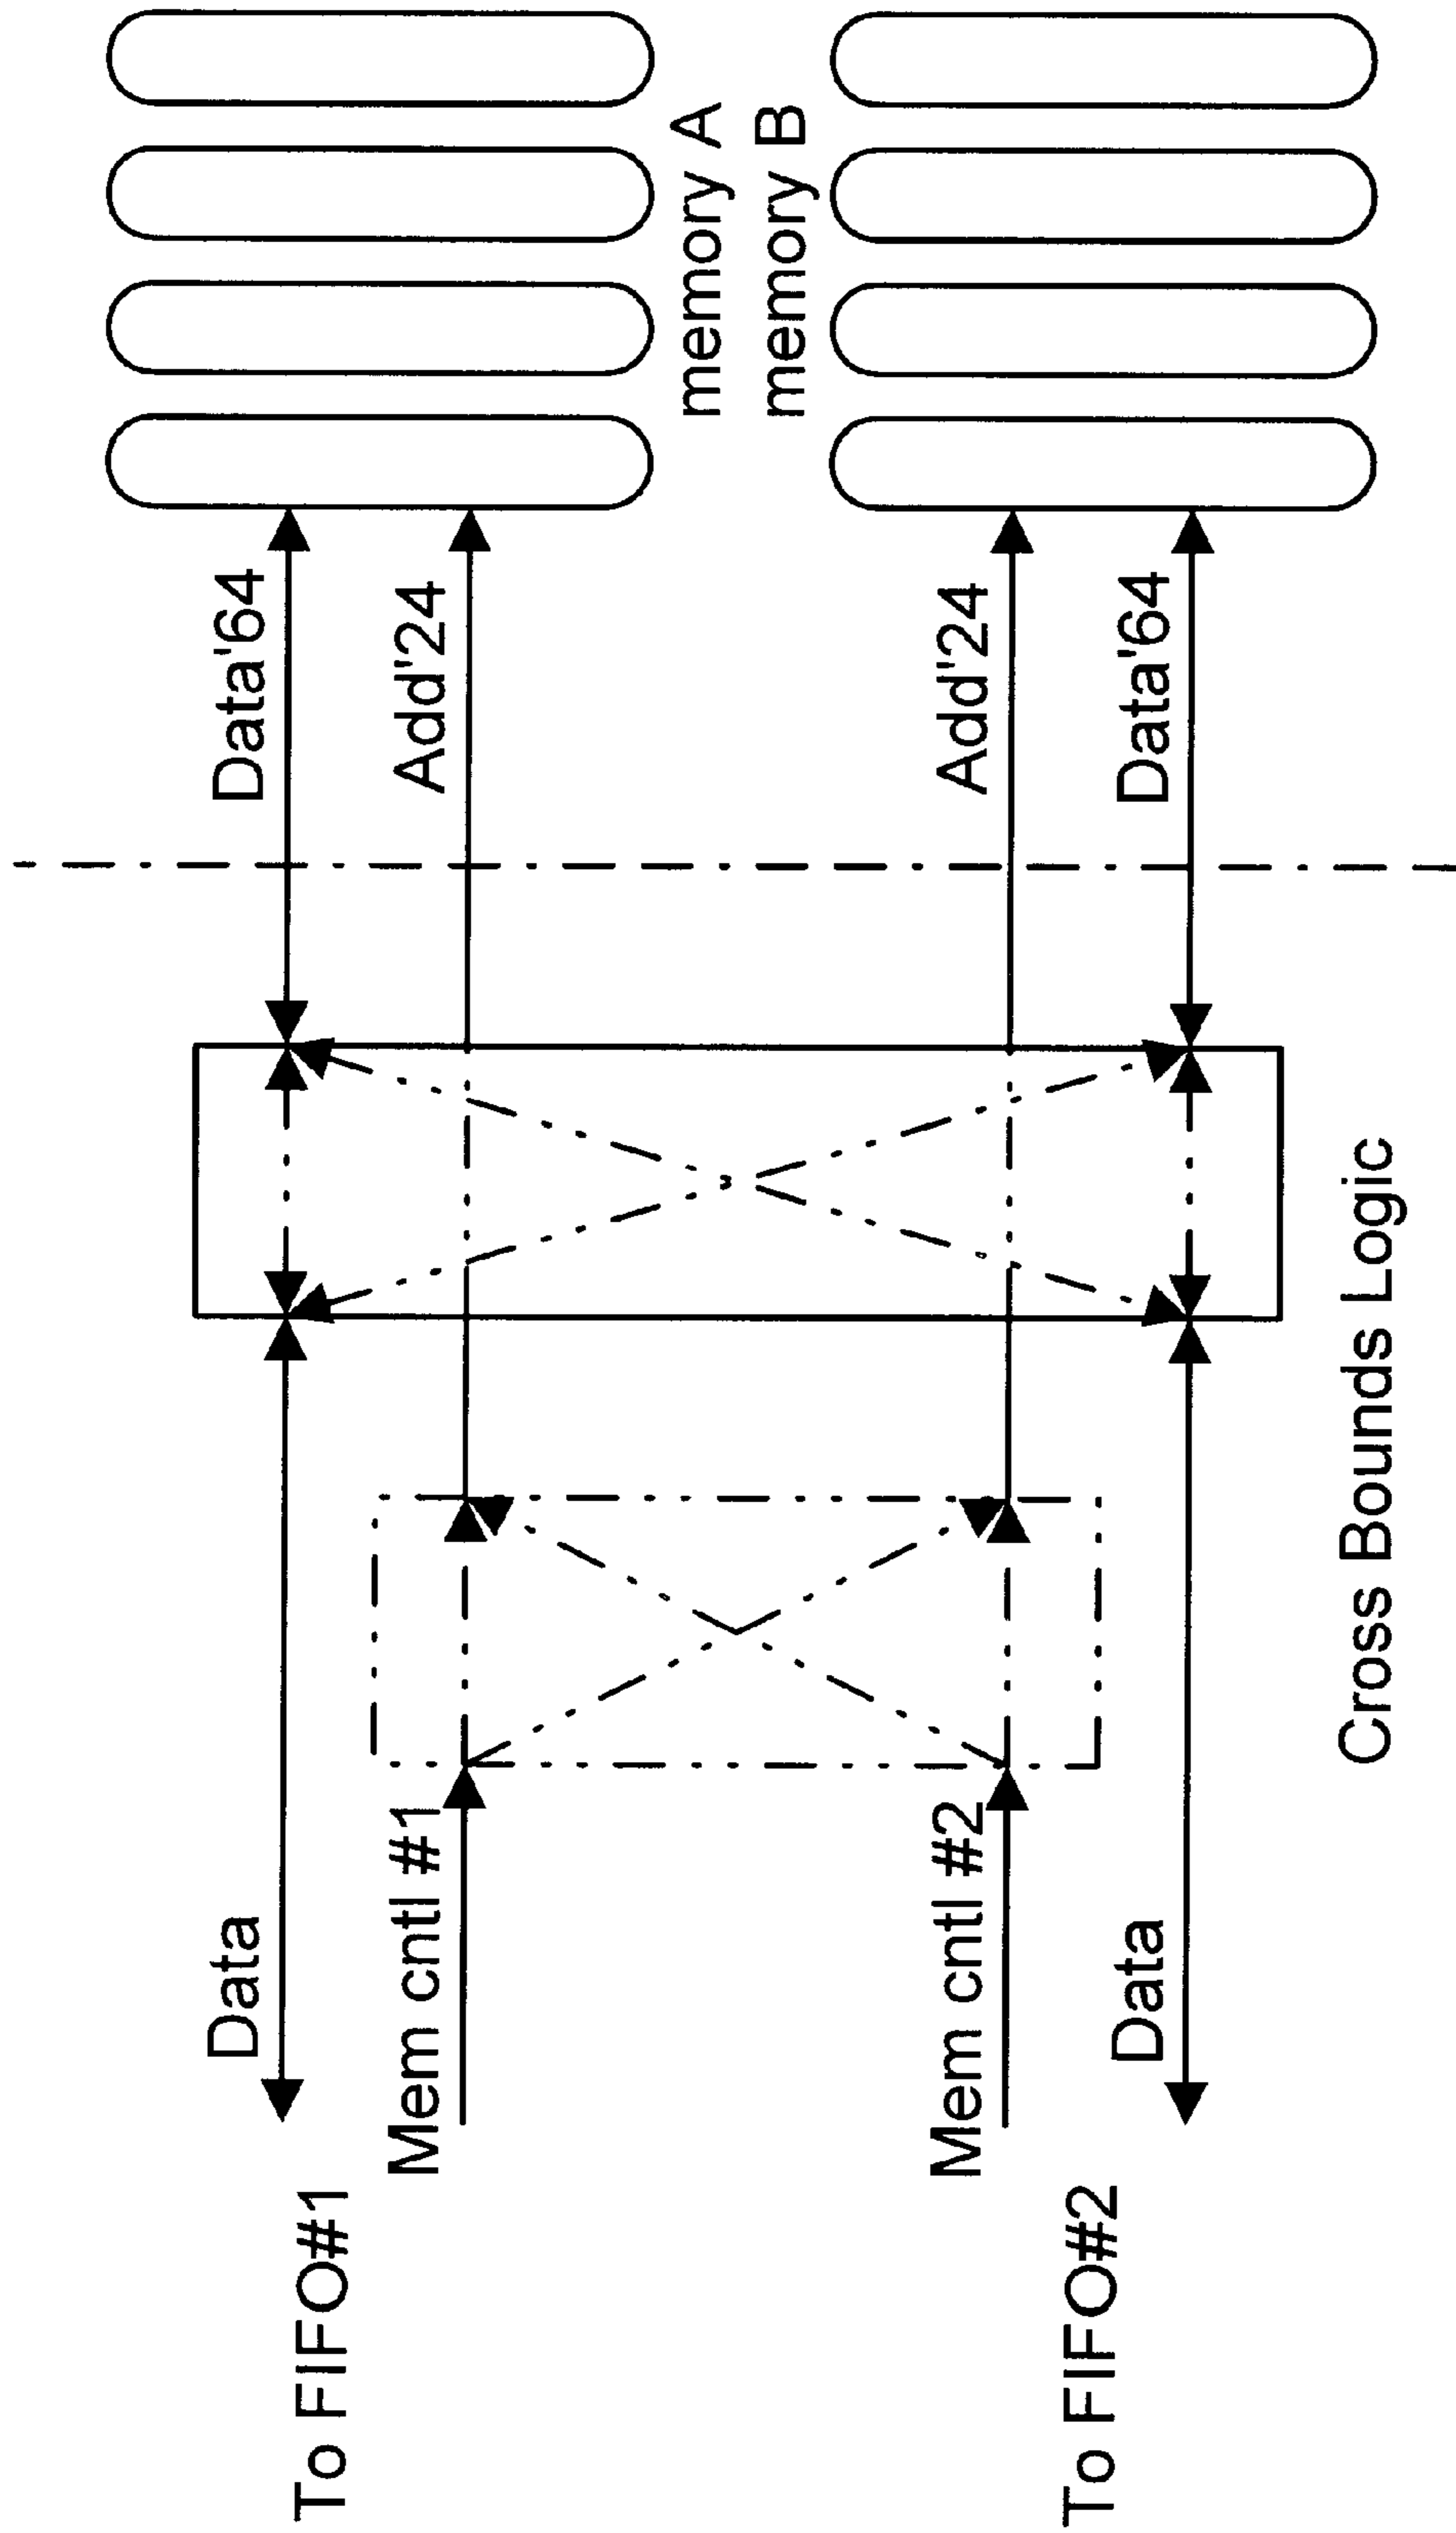 To FIFO#1
Data
Data'64
Mem cntl #1
Add'24
memory A
memory B
Mem cntl #2
Add'24
To FIFO#2
Data
Data'64
Cross Bounds Logic